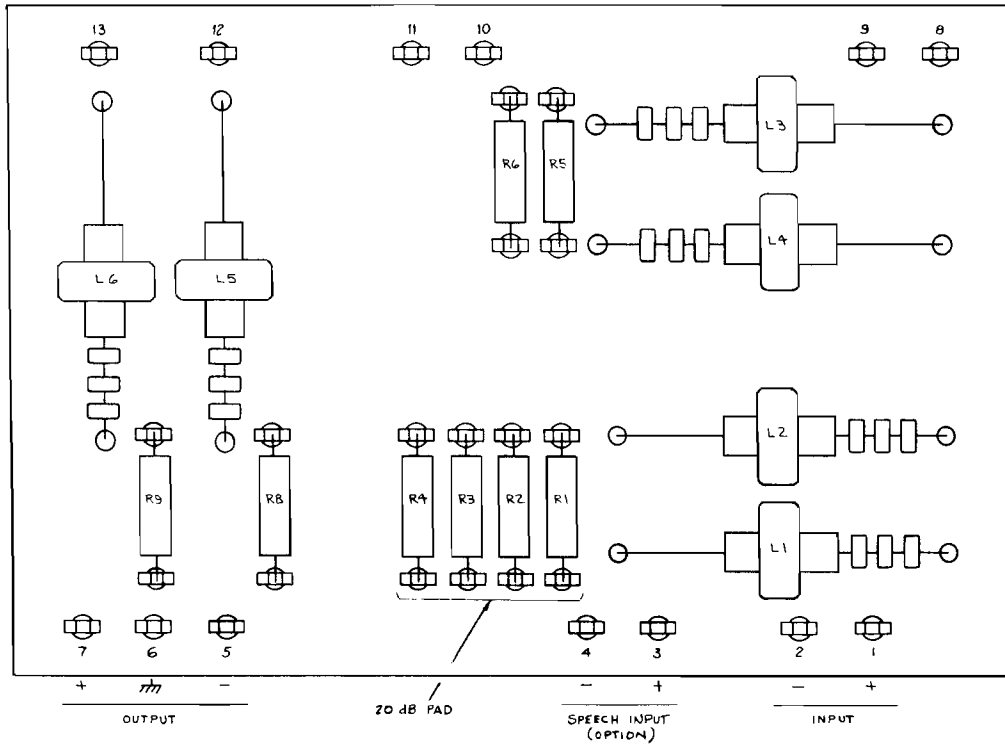 13 12 11 10 9 8
L3
R6 R5
L4
L6 L5
L2
R9 R8 R4 R3 R2 R1
L1
7 6 5 4 3 2 1
+ - - + - +
OUTPUT 20 dB PAD SPEECH INPUT INPUT
(OPTION)